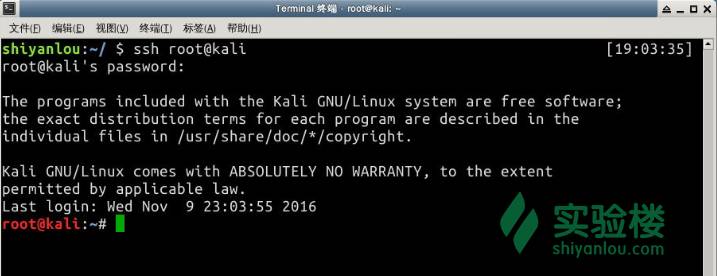 Terminal 终端 - root@kali: ~
文件(F) 编辑(E) 视图(V) 终端(T) 标签(A) 帮助(H)
shiyanlou:~/ $ ssh root@kali [19:03:35]
root@kali's password:
The programs included with the Kali GNU/Linux system are free software;
the exact distribution terms for each program are described in the
individual files in /usr/share/doc/*/copyright.
Kali GNU/Linux comes with ABSOLUTELY NO WARRANTY, to the extent
permitted by applicable law.
Last login: Wed Nov  9 23:03:55 2016
root@kali:~#
实验楼
shiyanlou.com